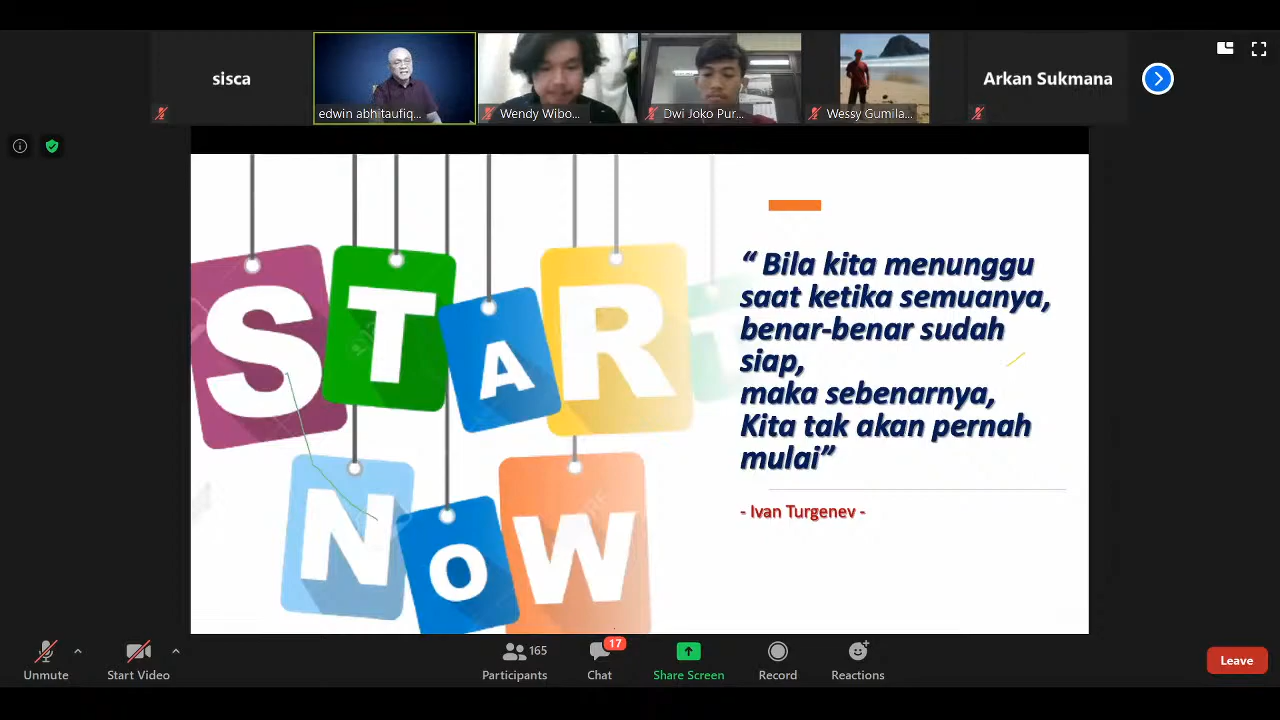 sisca
edwin abhitaufiq...
Wendy Wibo...
Dwi Joko Pur...
Wessy Gumila...
Arkan Sukmana
START
NOW
“ Bila kita menunggu
saat ketika semuanya,
benar-benar sudah
siap,
maka sebenarnya,
Kita tak akan pernah
mulai”
- Ivan Turgenev -
Unmute
Start Video
165
Participants
17
Chat
Share Screen
Record
Reactions
Leave